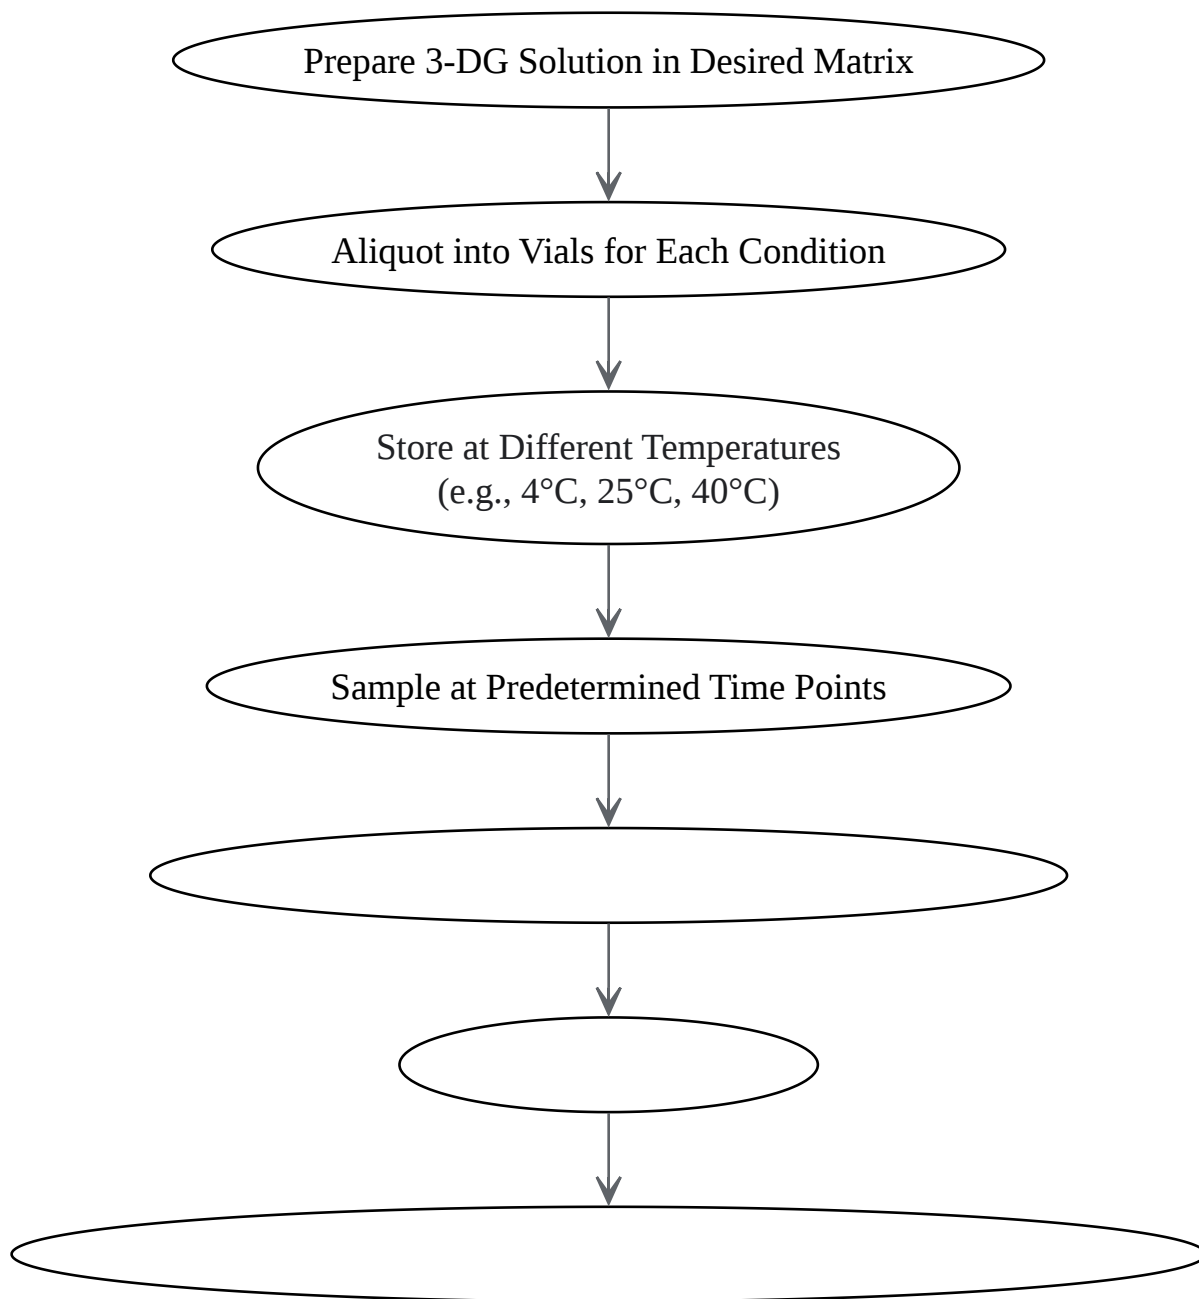 Prepare 3-DG Solution in Desired Matrix
Aliquot into Vials for Each Condition
Store at Different Temperatures
(e.g., 4°C, 25°C, 40°C)
Sample at Predetermined Time Points